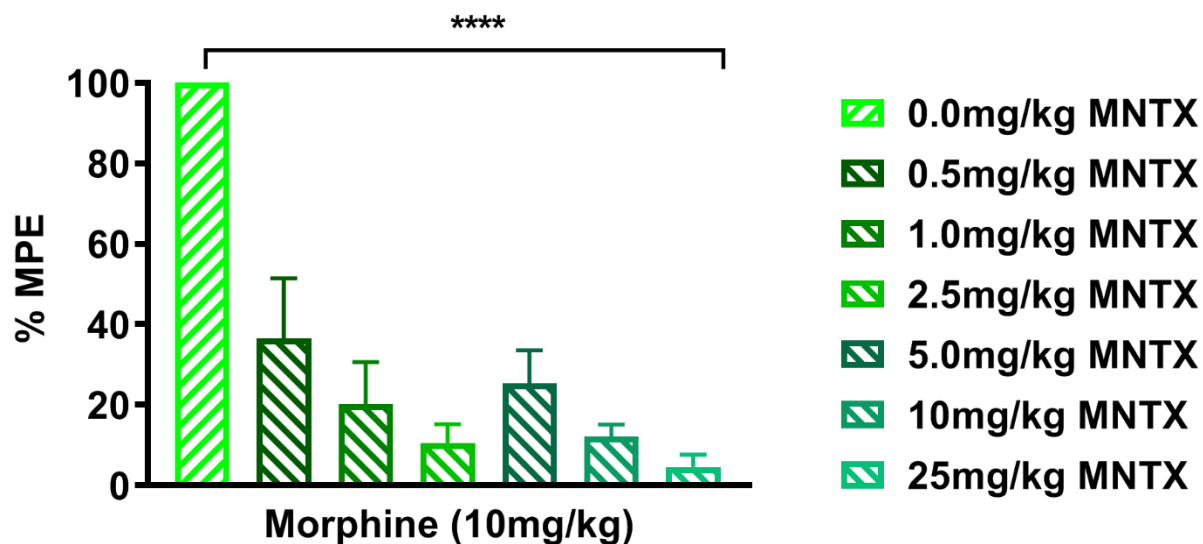 ****
100
80
60
40
20
0
% MPE
Morphine (10mg/kg)
0.0mg/kg MNTX
0.5mg/kg MNTX
1.0mg/kg MNTX
2.5mg/kg MNTX
5.0mg/kg MNTX
10mg/kg MNTX
25mg/kg MNTX